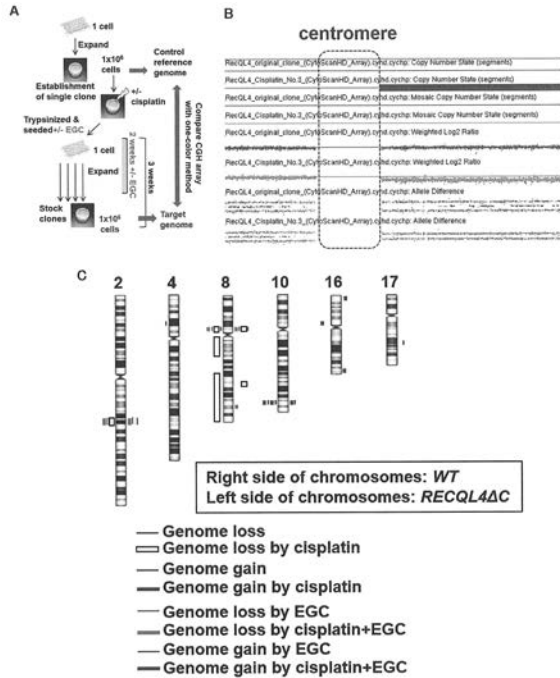 A
1 cell
Expand
1x10⁶ cells
Control reference genome
Establishment of single clone
+/- cisplatin
Trypsinized & seeded+/- EGC
1 cell
Expand
2 weeks +/- EGC
3 weeks
Compare CGH array with one-color method
Stock clones
1x10⁶ cells
Target genome
B
centromere
RecQL4_original_clone_(CytoScanHD_Array).cyhd.cychp: Copy Number State (segments)
RecQL4_Cisplatin_No.3_(CytoScanHD_Array).cyhd.cychp: Copy Number State (segments)
RecQL4_original_clone_(CytoScanHD_Array).cyhd.cychp: Mosaic Copy Number State (segments)
RecQL4_Cisplatin_No.3_(CytoScanHD_Array).cyhd.cychp: Mosaic Copy Number State (segments)
RecQL4_original_clone_(CytoScanHD_Array).cyhd.cychp: Weighted Log2 Ratio
RecQL4_Cisplatin_No.3_(CytoScanHD_Array).cyhd.cychp: Weighted Log2 Ratio
RecQL4_original_clone_(CytoScanHD_Array).cyhd.cychp: Allele Difference
RecQL4_Cisplatin_No.3_(CytoScanHD_Array).cyhd.cychp: Allele Difference
C
2 4 8 10 16 17
Right side of chromosomes: WT
Left side of chromosomes: RECQL4ΔC
Genome loss
Genome loss by cisplatin
Genome gain
Genome gain by cisplatin
Genome loss by EGC
Genome loss by cisplatin+EGC
Genome gain by EGC
Genome gain by cisplatin+EGC